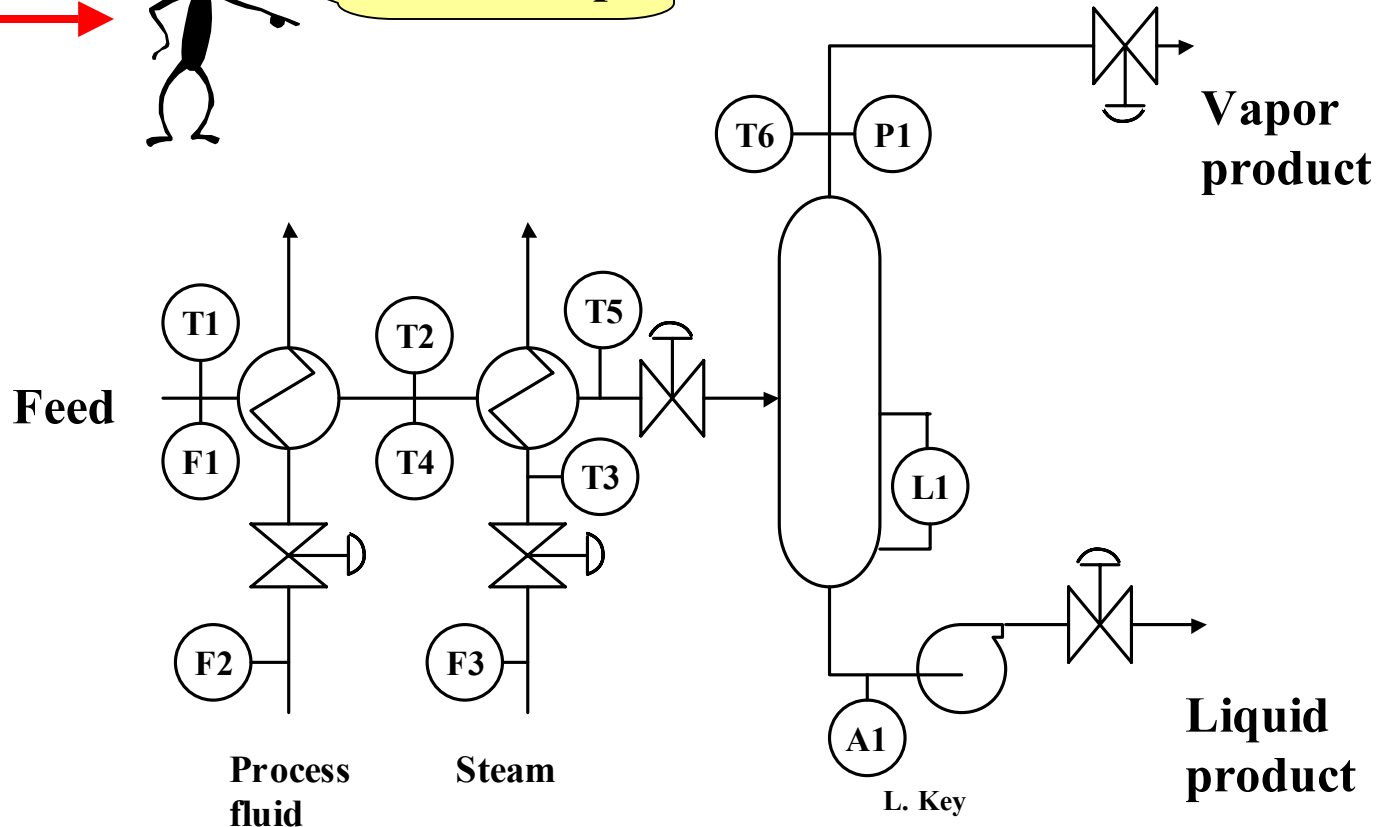 T6
P1
Vapor
product
T1
T2
T5
Feed
F1
T4
T3
L1
F2
F3
A1
Liquid
product
Process
fluid
Steam
L. Key